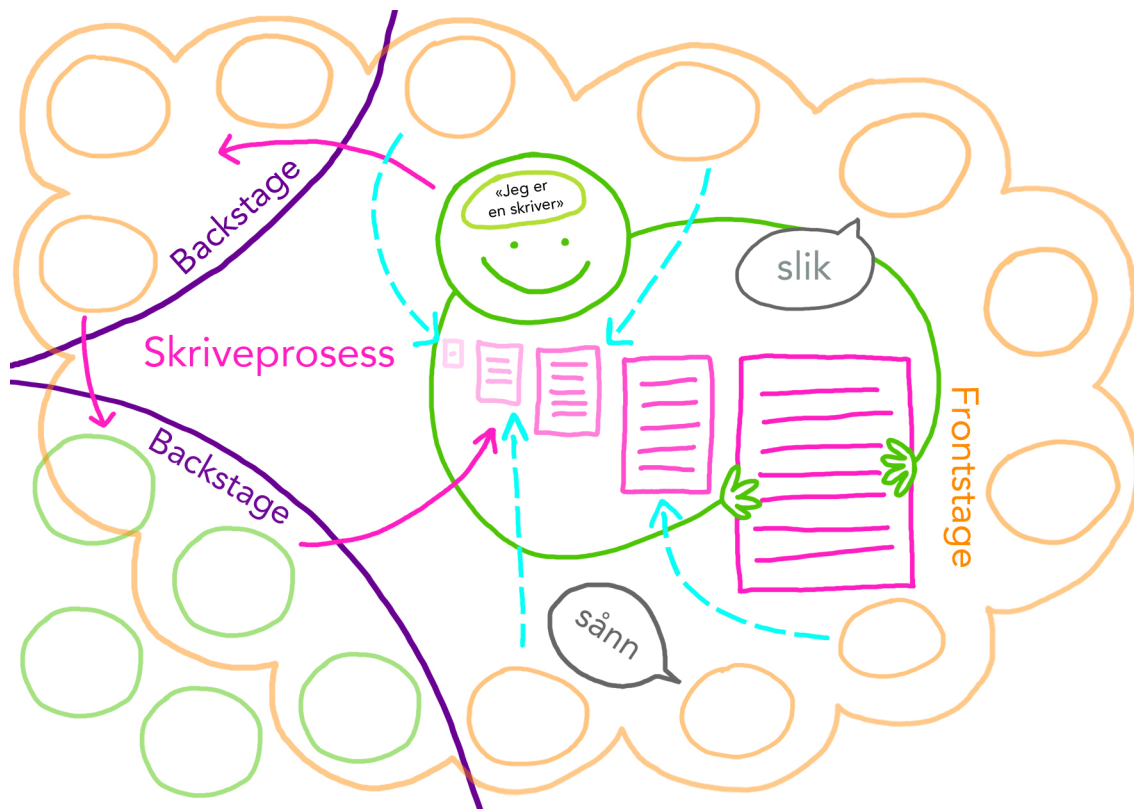 «Jeg er
en skriver»
Backstage
slik
Skriveprosess
Frontstage
Backstage
sånn